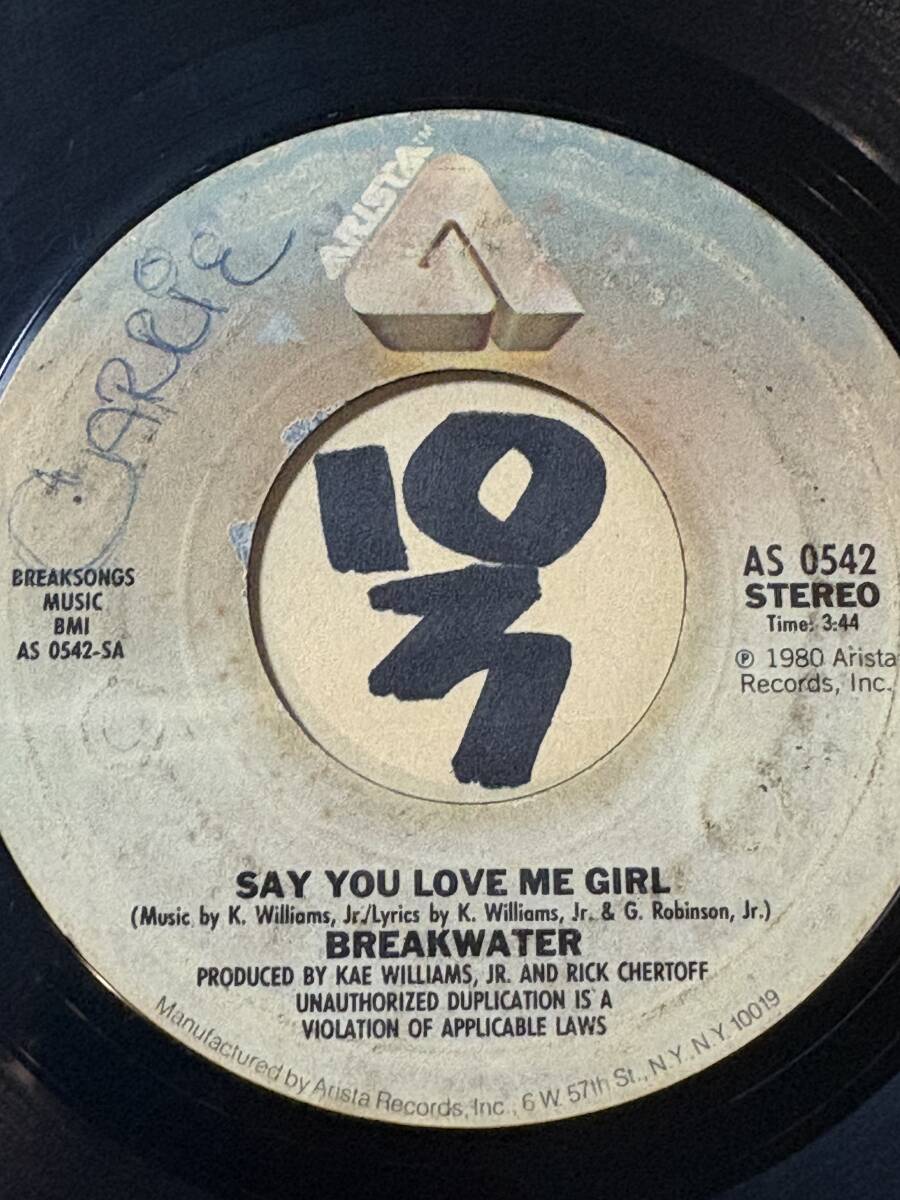 ARISTA™
CARRIE
10
BREAKSONGS
MUSIC
BMI
AS 0542-SA
AS 0542
STEREO
Time: 3:44
℗ 1980 Arista
Records, Inc.
SAY YOU LOVE ME GIRL
(Music by K. Williams, Jr./Lyrics by K. Williams, Jr. & G. Robinson, Jr.)
BREAKWATER
PRODUCED BY KAE WILLIAMS, JR. AND RICK CHERTOFF
UNAUTHORIZED DUPLICATION IS A
VIOLATION OF APPLICABLE LAWS
Manufactured by Arista Records, Inc., 6 W. 57th St., N.Y. N.Y. 10019